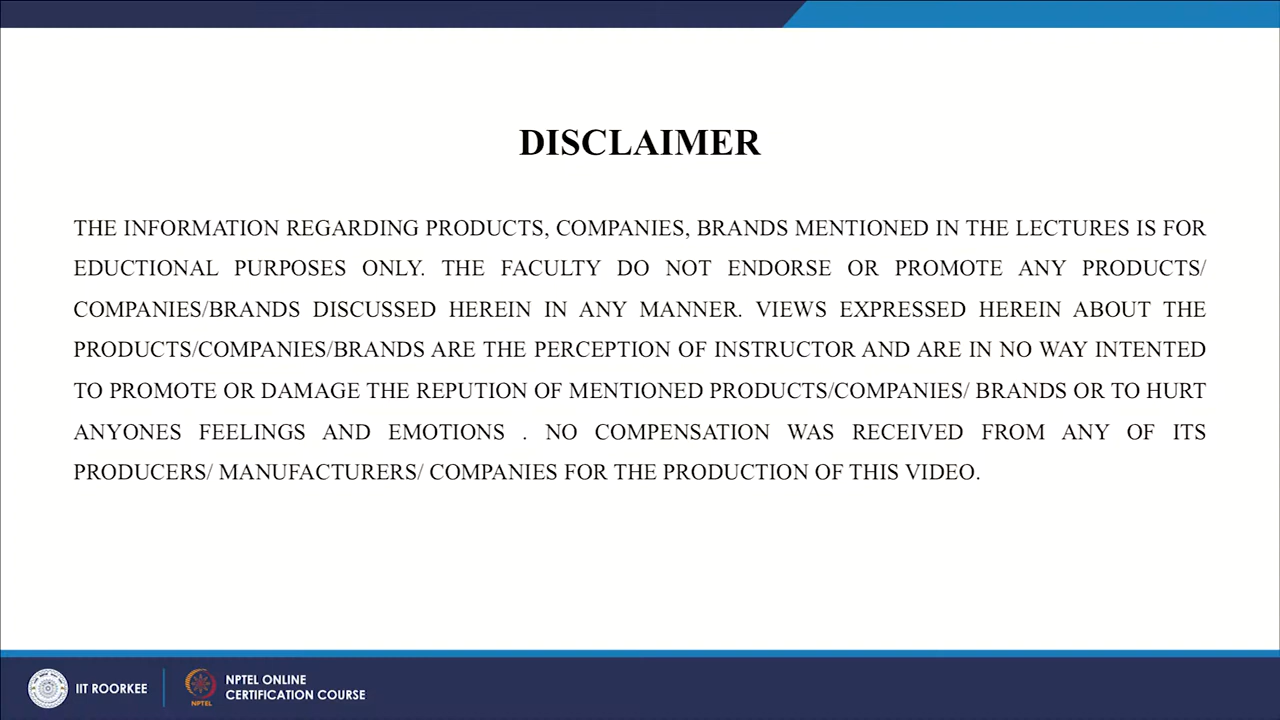 DISCLAIMER
THE INFORMATION REGARDING PRODUCTS, COMPANIES, BRANDS MENTIONED IN THE LECTURES IS FOR
EDUCTIONAL PURPOSES ONLY. THE FACULTY DO NOT ENDORSE OR PROMOTE ANY PRODUCTS/
COMPANIES/BRANDS DISCUSSED HEREIN IN ANY MANNER. VIEWS EXPRESSED HEREIN ABOUT THE
PRODUCTS/COMPANIES/BRANDS ARE THE PERCEPTION OF INSTRUCTOR AND ARE IN NO WAY INTENTED
TO PROMOTE OR DAMAGE THE REPUTION OF MENTIONED PRODUCTS/COMPANIES/ BRANDS OR TO HURT
ANYONES FEELINGS AND EMOTIONS . NO COMPENSATION WAS RECEIVED FROM ANY OF ITS
PRODUCERS/ MANUFACTURERS/ COMPANIES FOR THE PRODUCTION OF THIS VIDEO.
IIT ROORKEE
NPTEL
NPTEL ONLINE
CERTIFICATION COURSE